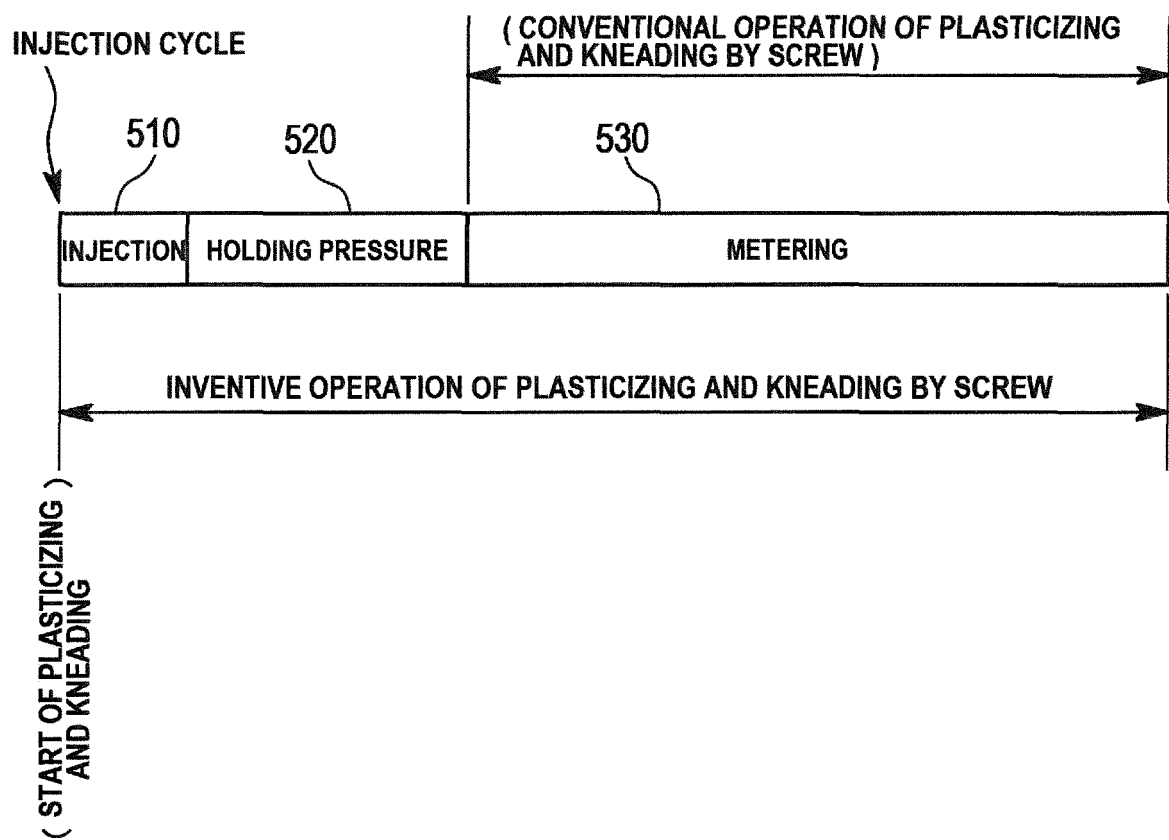 INJECTION CYCLE
( CONVENTIONAL OPERATION OF PLASTICIZING
AND KNEADING BY SCREW )
510
520
530
INJECTION
HOLDING PRESSURE
METERING
INVENTIVE OPERATION OF PLASTICIZING AND KNEADING BY SCREW
( START OF PLASTICIZING )
AND KNEADING